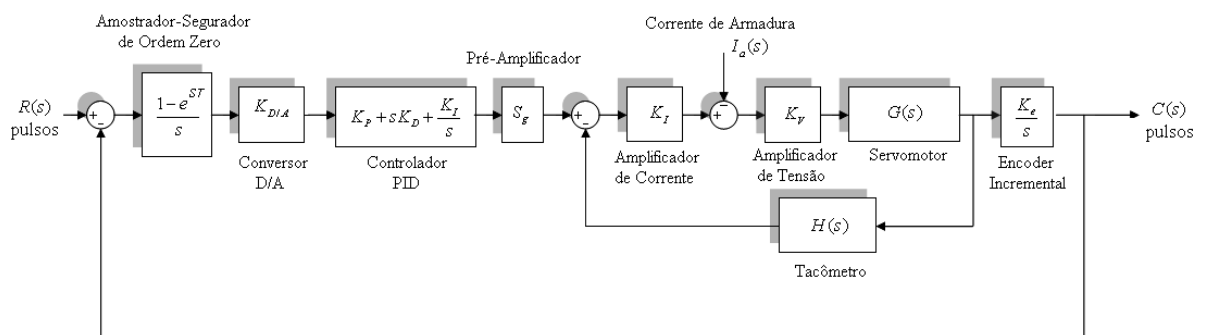 Amostrador-Segurador
de Ordem Zero
Corrente de Armadura
I_a(s)
Pré-Amplificador
R(s)
pulsos
+
-
1-e^{ST}
s
K_{D/A}
K_P+sK_D+\frac{K_I}{s}
S_g
+
-
K_I
-
+
K_V
G(s)
K_e
s
C(s)
pulsos
Conversor
D/A
Controlador
PID
Amplificador
de Corrente
Amplificador
de Tensão
Servomotor
Encoder
Incremental
H(s)
Tacômetro